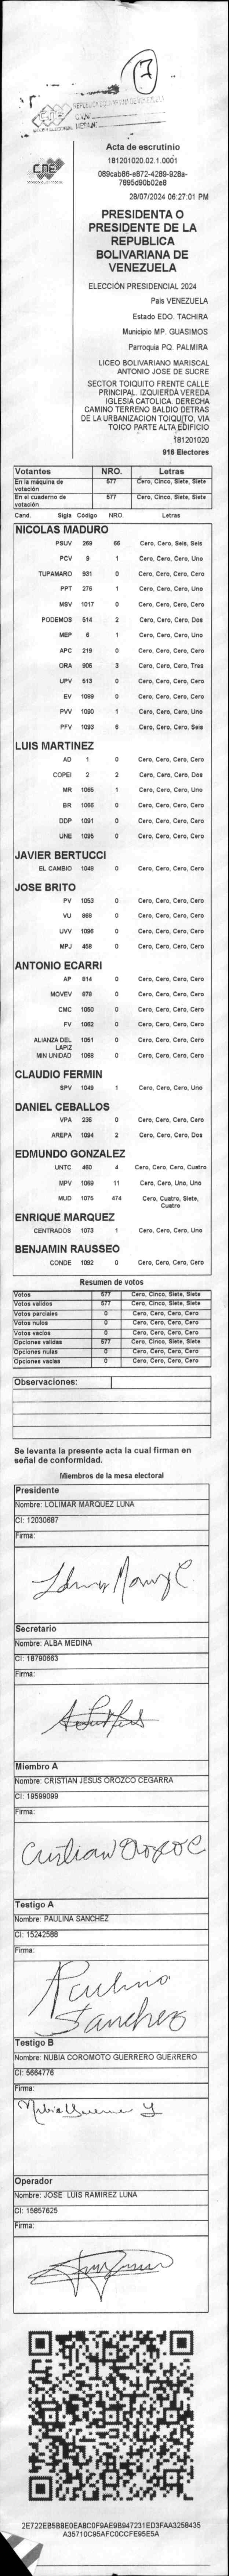 7
CNE
Acta de escrutinio
181201020.02.1.0001
089cab86-e872-4289-928a-
7895d90b02e8
28/07/2024 06:27:01 PM
PRESIDENTA O
PRESIDENTE DE LA
REPUBLICA
BOLIVARIANA DE
VENEZUELA
ELECCIÓN PRESIDENCIAL 2024
País VENEZUELA
Estado EDO. TACHIRA
Municipio MP. GUASIMOS
Parroquia PQ. PALMIRA
LICEO BOLIVARIANO MARISCAL
ANTONIO JOSE DE SUCRE
SECTOR TOIQUITO FRENTE CALLE
PRINCIPAL. IZQUIERDA VEREDA
IGLESIA CATOLICA. DERECHA
CAMINO TERRENO BALDIO DETRAS
DE LA URBANIZACION TOIQUITO, VIA
TOICO PARTE ALTA EDIFICIO
181201020
916 Electores
Votantes NRO. Letras
En la máquina de votación 577 Cero, Cinco, Siete, Siete
En el cuaderno de votación 577 Cero, Cinco, Siete, Siete
Cand. Sigla Código NRO. Letras
NICOLAS MADURO
PSUV 269 66 Cero, Cero, Seis, Seis
PCV 9 1 Cero, Cero, Cero, Uno
TUPAMARO 931 0 Cero, Cero, Cero, Cero
PPT 276 1 Cero, Cero, Cero, Uno
MSV 1017 0 Cero, Cero, Cero, Cero
PODEMOS 514 2 Cero, Cero, Cero, Dos
MEP 6 1 Cero, Cero, Cero, Uno
APC 219 0 Cero, Cero, Cero, Cero
ORA 906 3 Cero, Cero, Cero, Tres
UPV 513 0 Cero, Cero, Cero, Cero
EV 1089 0 Cero, Cero, Cero, Cero
PVV 1090 1 Cero, Cero, Cero, Uno
PFV 1093 6 Cero, Cero, Cero, Seis
LUIS MARTINEZ
AD 1 0 Cero, Cero, Cero, Cero
COPEI 2 2 Cero, Cero, Cero, Dos
MR 1065 1 Cero, Cero, Cero, Uno
BR 1066 0 Cero, Cero, Cero, Cero
DDP 1091 0 Cero, Cero, Cero, Cero
UNE 1095 0 Cero, Cero, Cero, Cero
JAVIER BERTUCCI
EL CAMBIO 1048 0 Cero, Cero, Cero, Cero
JOSE BRITO
PV 1053 0 Cero, Cero, Cero, Cero
VU 868 0 Cero, Cero, Cero, Cero
UVV 1096 0 Cero, Cero, Cero, Cero
MPJ 458 0 Cero, Cero, Cero, Cero
ANTONIO ECARRI
AP 914 0 Cero, Cero, Cero, Cero
MOVEV 978 0 Cero, Cero, Cero, Cero
CMC 1050 0 Cero, Cero, Cero, Cero
FV 1062 0 Cero, Cero, Cero, Cero
ALIANZA DEL LAPIZ 1051 0 Cero, Cero, Cero, Cero
MIN UNIDAD 1068 0 Cero, Cero, Cero, Cero
CLAUDIO FERMIN
SPV 1049 1 Cero, Cero, Cero, Uno
DANIEL CEBALLOS
VPA 236 0 Cero, Cero, Cero, Cero
AREPA 1094 2 Cero, Cero, Cero, Dos
EDMUNDO GONZALEZ
UNTC 460 4 Cero, Cero, Cero, Cuatro
MPV 1069 11 Cero, Cero, Uno, Uno
MUD 1075 474 Cero, Cuatro, Siete, Cuatro
ENRIQUE MARQUEZ
CENTRADOS 1073 1 Cero, Cero, Cero, Uno
BENJAMIN RAUSSEO
CONDE 1092 0 Cero, Cero, Cero, Cero
Resumen de votos
Votos 577 Cero, Cinco, Siete, Siete
Votos validos 577 Cero, Cinco, Siete, Siete
Votos parciales 0 Cero, Cero, Cero, Cero
Votos nulos 0 Cero, Cero, Cero, Cero
Votos vacios 0 Cero, Cero, Cero, Cero
Opciones validas 577 Cero, Cinco, Siete, Siete
Opciones nulas 0 Cero, Cero, Cero, Cero
Opciones vacias 0 Cero, Cero, Cero, Cero
Observaciones:
Se levanta la presente acta la cual firman en
señal de conformidad.
Miembros de la mesa electoral
Presidente
Nombre: LOLIMAR MARQUEZ LUNA
CI: 12030687
Firma:
Secretario
Nombre: ALBA MEDINA
CI: 18790663
Firma:
Miembro A
Nombre: CRISTIAN JESUS OROZCO CEGARRA
CI: 19599099
Firma:
Cristian Orozco C
Testigo A
Nombre: PAULINA SANCHEZ
CI: 15242588
Firma:
Paulina
Sanchez
Testigo B
Nombre: NUBIA COROMOTO GUERRERO GUERRERO
CI: 5664776
Firma:
Operador
Nombre: JOSE LUIS RAMIREZ LUNA
CI: 15857625
Firma:
2E722EB5B8E0EA8C0F9AE9B947231ED3FAA3258435
A35710C95AFC0CCFE95E5A